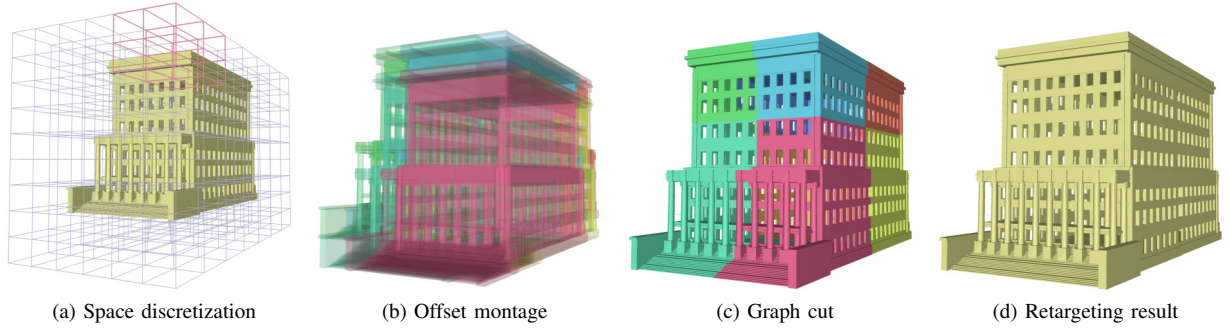 (a) Space discretization
(b) Offset montage
(c) Graph cut
(d) Retargeting result